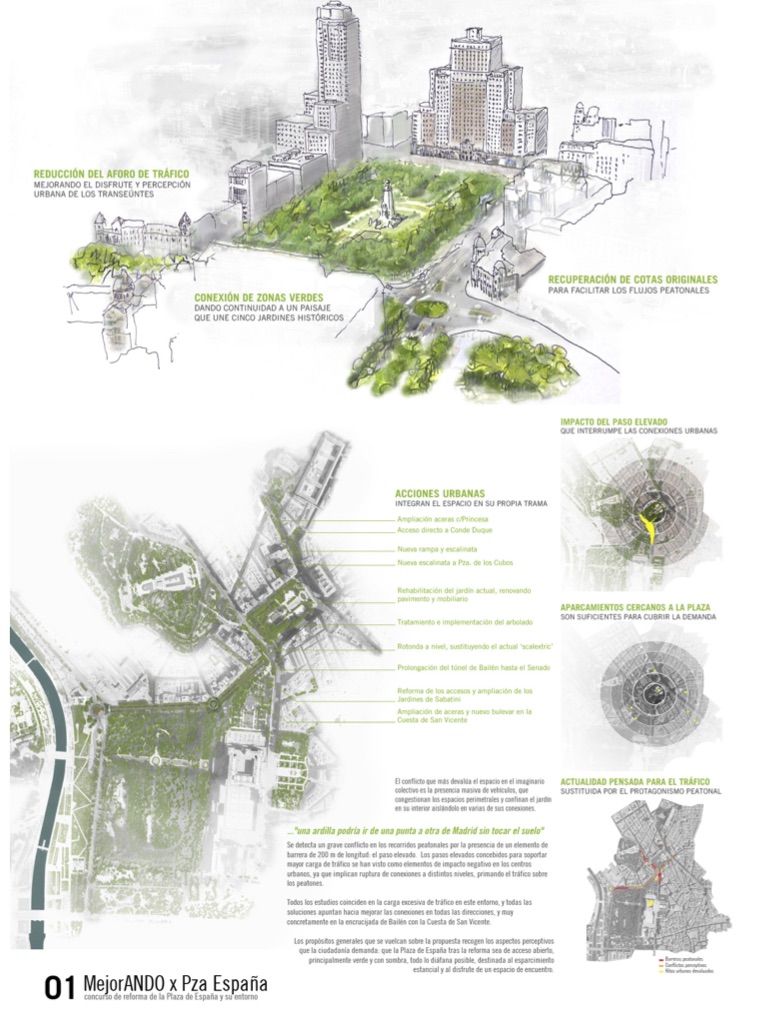 REDUCCIÓN DEL AFORO DE TRÁFICO
MEJORANDO EL DISFRUTE Y PERCEPCIÓN
URBANA DE LOS TRANSEÚNTES
CONEXIÓN DE ZONAS VERDES
DANDO CONTINUIDAD A UN PAISAJE
QUE UNE CINCO JARDINES HISTÓRICOS
RECUPERACIÓN DE COTAS ORIGINALES
PARA FACILITAR LOS FLUJOS PEATONALES
IMPACTO DEL PASO ELEVADO
QUE INTERRUMPE LAS CONEXIONES URBANAS
ACCIONES URBANAS
INTEGRAN EL ESPACIO EN SU PROPIA TRAMA
Ampliación aceras c/Princesa
Acceso directo a Conde Duque
Nueva rampa y escalinata
Nueva escalinata a Pza. de los Cubos
Rehabilitación del jardín actual, renovando
pavimento y mobiliario
Tratamiento e implementación del arbolado
Rotonda a nivel, sustituyendo el actual 'scalextric'
Prolongación del túnel de Bailén hasta el Senado
Reforma de los accesos y ampliación de los
Jardines de Sabatini
Ampliación de aceras y nuevo bulevar en la
Cuesta de San Vicente
APARCAMIENTOS CERCANOS A LA PLAZA
SON SUFICIENTES PARA CUBRIR LA DEMANDA
ACTUALIDAD PENSADA PARA EL TRÁFICO
SUSTITUIDA POR EL PROTAGONISMO PEATONAL
El conflicto que más devalúa el espacio en el imaginario
colectivo es la presencia masiva de vehículos, que
congestionan los espacios perimetrales y confinan el jardín
en su interior aislándolo en varias de sus conexiones.
..."una ardilla podría ir de una punta a otra de Madrid sin tocar el suelo"
Se detecta un grave conflicto en los recorridos peatonales por la presencia de un elemento de
barrera de 200 m de longitud: el paso elevado. Los pasos elevados concebidos para soportar
mayor carga de tráfico se han visto como elementos de impacto negativo en los centros
urbanos, ya que implican ruptura de conexiones a distintos niveles, primando el tráfico sobre
los peatones.
Todos los estudios coinciden en la carga excesiva de tráfico en este entorno, y todas las
soluciones apuntan hacia mejorar las conexiones en todas las direcciones, y muy
concretamente en la encrucijada de Bailén con la Cuesta de San Vicente.
Los propósitos generales que se vuelcan sobre la propuesta recogen los aspectos perceptivos
que la ciudadanía demanda: que la Plaza de España tras la reforma sea de acceso abierto,
principalmente verde y con sombra, todo lo diáfana posible, destinada al esparcimiento
estancial y al disfrute de un espacio de encuentro.
Barreras peatonales
Conflictos perceptivos
Hitos urbanos devaluados
01 MejorANDO x Pza España
concurso de reforma de la Plaza de España y su entorno